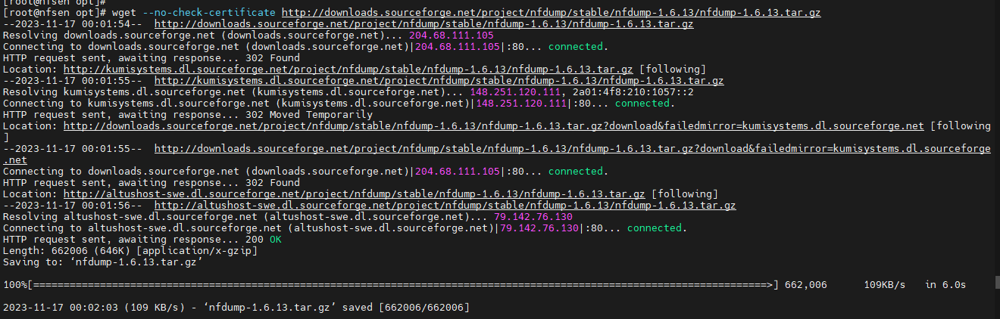 [root@nfsen opt]#
[root@nfsen opt]# wget --no-check-certificate http://downloads.sourceforge.net/project/nfdump/stable/nfdump-1.6.13/nfdump-1.6.13.tar.gz
--2023-11-17 00:01:54--  http://downloads.sourceforge.net/project/nfdump/stable/nfdump-1.6.13/nfdump-1.6.13.tar.gz
Resolving downloads.sourceforge.net (downloads.sourceforge.net)... 204.68.111.105
Connecting to downloads.sourceforge.net (downloads.sourceforge.net)|204.68.111.105|:80... connected.
HTTP request sent, awaiting response... 302 Found
Location: http://kumisystems.dl.sourceforge.net/project/nfdump/stable/nfdump-1.6.13/nfdump-1.6.13.tar.gz [following]
--2023-11-17 00:01:55--  http://kumisystems.dl.sourceforge.net/project/nfdump/stable/nfdump-1.6.13/nfdump-1.6.13.tar.gz
Resolving kumisystems.dl.sourceforge.net (kumisystems.dl.sourceforge.net)... 148.251.120.111, 2a01:4f8:210:1057::2
Connecting to kumisystems.dl.sourceforge.net (kumisystems.dl.sourceforge.net)|148.251.120.111|:80... connected.
HTTP request sent, awaiting response... 302 Moved Temporarily
Location: http://downloads.sourceforge.net/project/nfdump/stable/nfdump-1.6.13/nfdump-1.6.13.tar.gz?download&failedmirror=kumisystems.dl.sourceforge.net [following
]
--2023-11-17 00:01:55--  http://downloads.sourceforge.net/project/nfdump/stable/nfdump-1.6.13/nfdump-1.6.13.tar.gz?download&failedmirror=kumisystems.dl.sourceforge
.net
Connecting to downloads.sourceforge.net (downloads.sourceforge.net)|204.68.111.105|:80... connected.
HTTP request sent, awaiting response... 302 Found
Location: http://altushost-swe.dl.sourceforge.net/project/nfdump/stable/nfdump-1.6.13/nfdump-1.6.13.tar.gz [following]
--2023-11-17 00:01:56--  http://altushost-swe.dl.sourceforge.net/project/nfdump/stable/nfdump-1.6.13/nfdump-1.6.13.tar.gz
Resolving altushost-swe.dl.sourceforge.net (altushost-swe.dl.sourceforge.net)... 79.142.76.130
Connecting to altushost-swe.dl.sourceforge.net (altushost-swe.dl.sourceforge.net)|79.142.76.130|:80... connected.
HTTP request sent, awaiting response... 200 OK
Length: 662006 (646K) [application/x-gzip]
Saving to: ‘nfdump-1.6.13.tar.gz’
100%[=========================================================================================================================>] 662,006      109KB/s   in 6.0s
2023-11-17 00:02:03 (109 KB/s) - ‘nfdump-1.6.13.tar.gz’ saved [662006/662006]